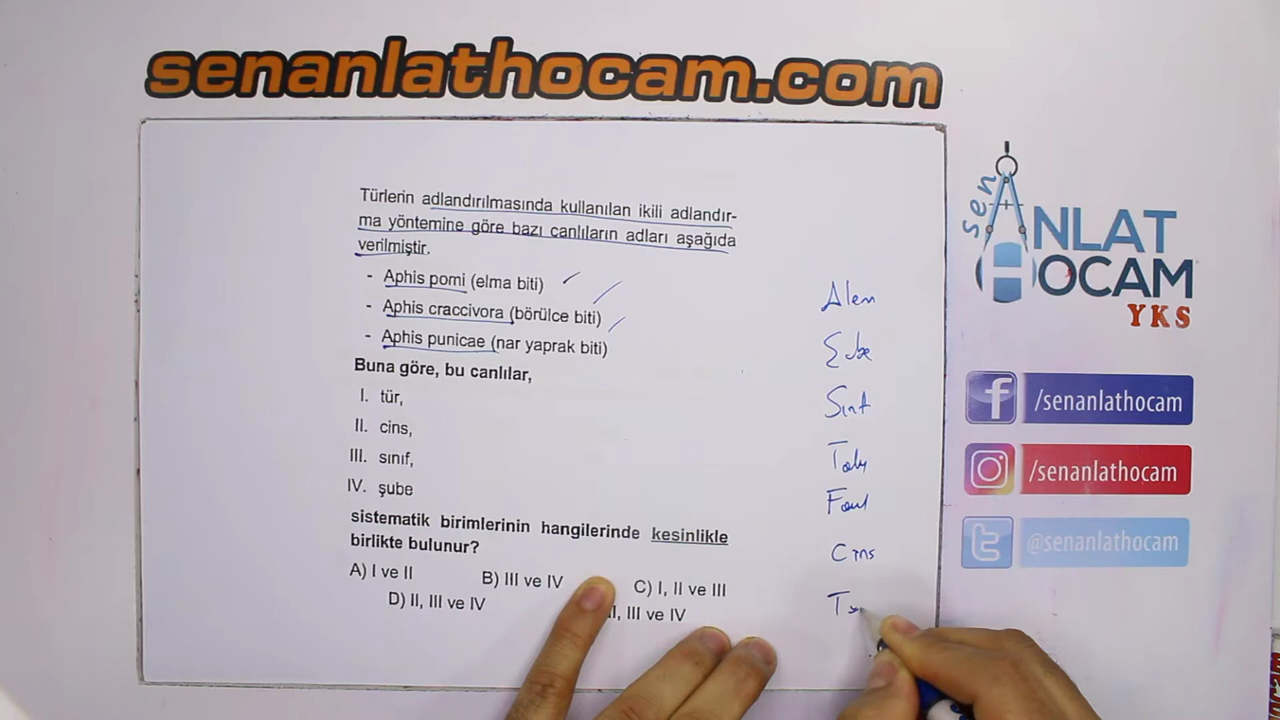 senanlathocam.com
Türlerin adlandırılmasında kullanılan ikili adlandır-
ma yöntemine göre bazı canlıların adları aşağıda
verilmiştir.
- Aphis pomi (elma biti)
- Aphis craccivora (börülce biti)
- Aphis punicae (nar yaprak biti)
Buna göre, bu canlılar,
I. tür,
II. cins,
III. sınıf,
IV. şube
sistematik birimlerinin hangilerinde kesinlikle
birlikte bulunur?
A) I ve II
B) III ve IV
C) I, II ve III
D) II, III ve IV
III ve IV
Alem
Şube
Sınıf
Takım
Cins
sen
ANLAT
HOCAM
YKS
/senanlathocam
/senanlathocam
@senanlathocam